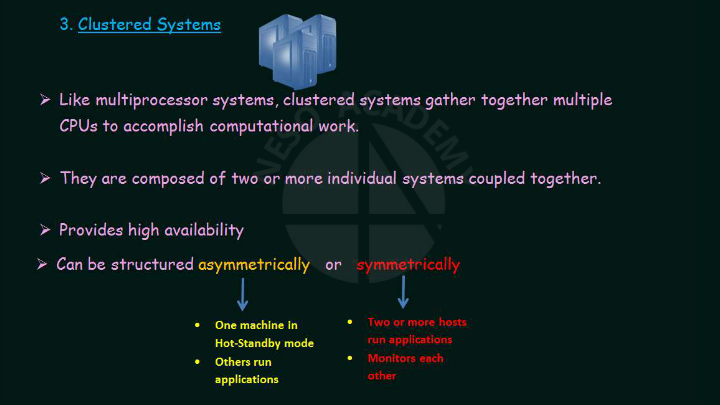 3. Clustered Systems
➢ Like multiprocessor systems, clustered systems gather together multiple
CPUs to accomplish computational work.
➢ They are composed of two or more individual systems coupled together.
➢ Provides high availability
➢ Can be structured asymmetrically or symmetrically
• One machine in
Hot-Standby mode
• Others run
applications
• Two or more hosts
run applications
• Monitors each
other
NESO ACADEMY